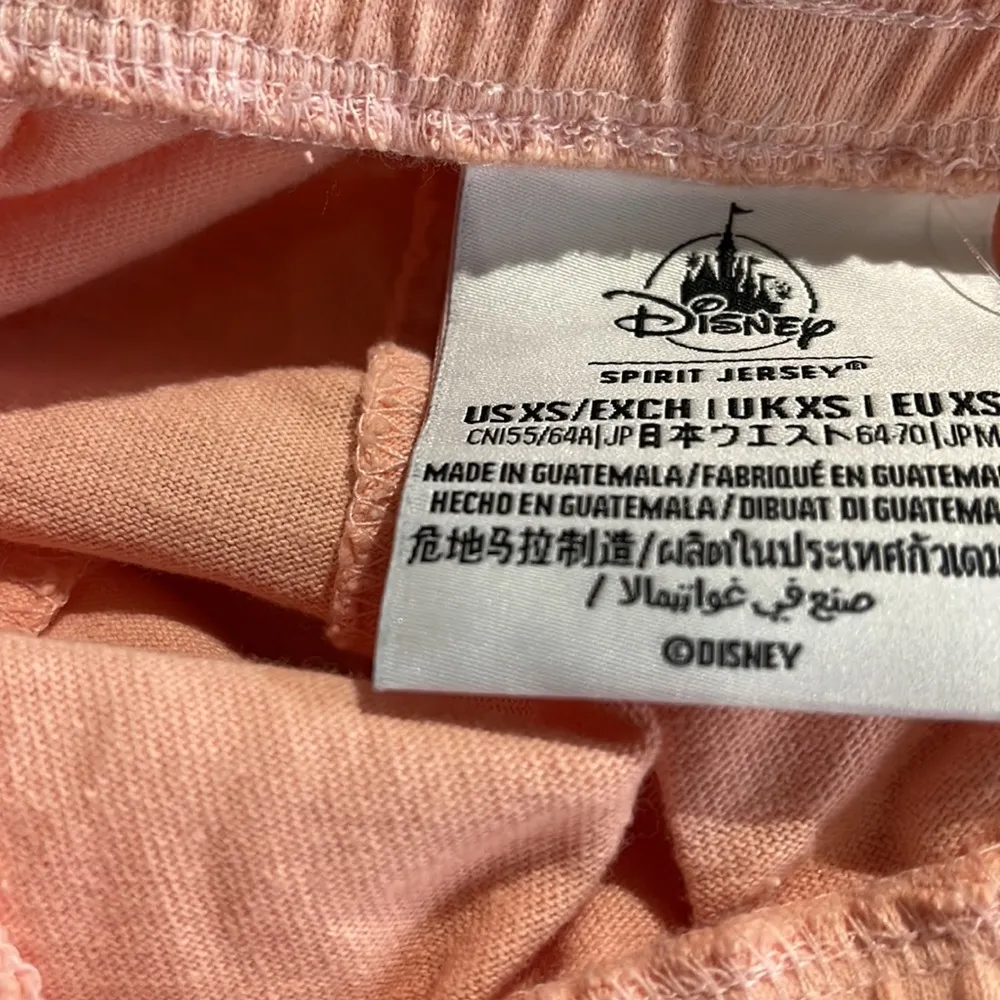 Disney
SPIRIT JERSEY®
US XS/EXCH | UK XS | EU XS
CN155/64A|JP 日本ウエスト64-70|JPM
MADE IN GUATEMALA/FABRIQUÉ EN GUATEMA
HECHO EN GUATEMALA / DIBUAT DI GUATEMA
危地马拉制造/ผลิตในประเทศกัวเตม
صنع في غواتيمالا /
©DISNEY